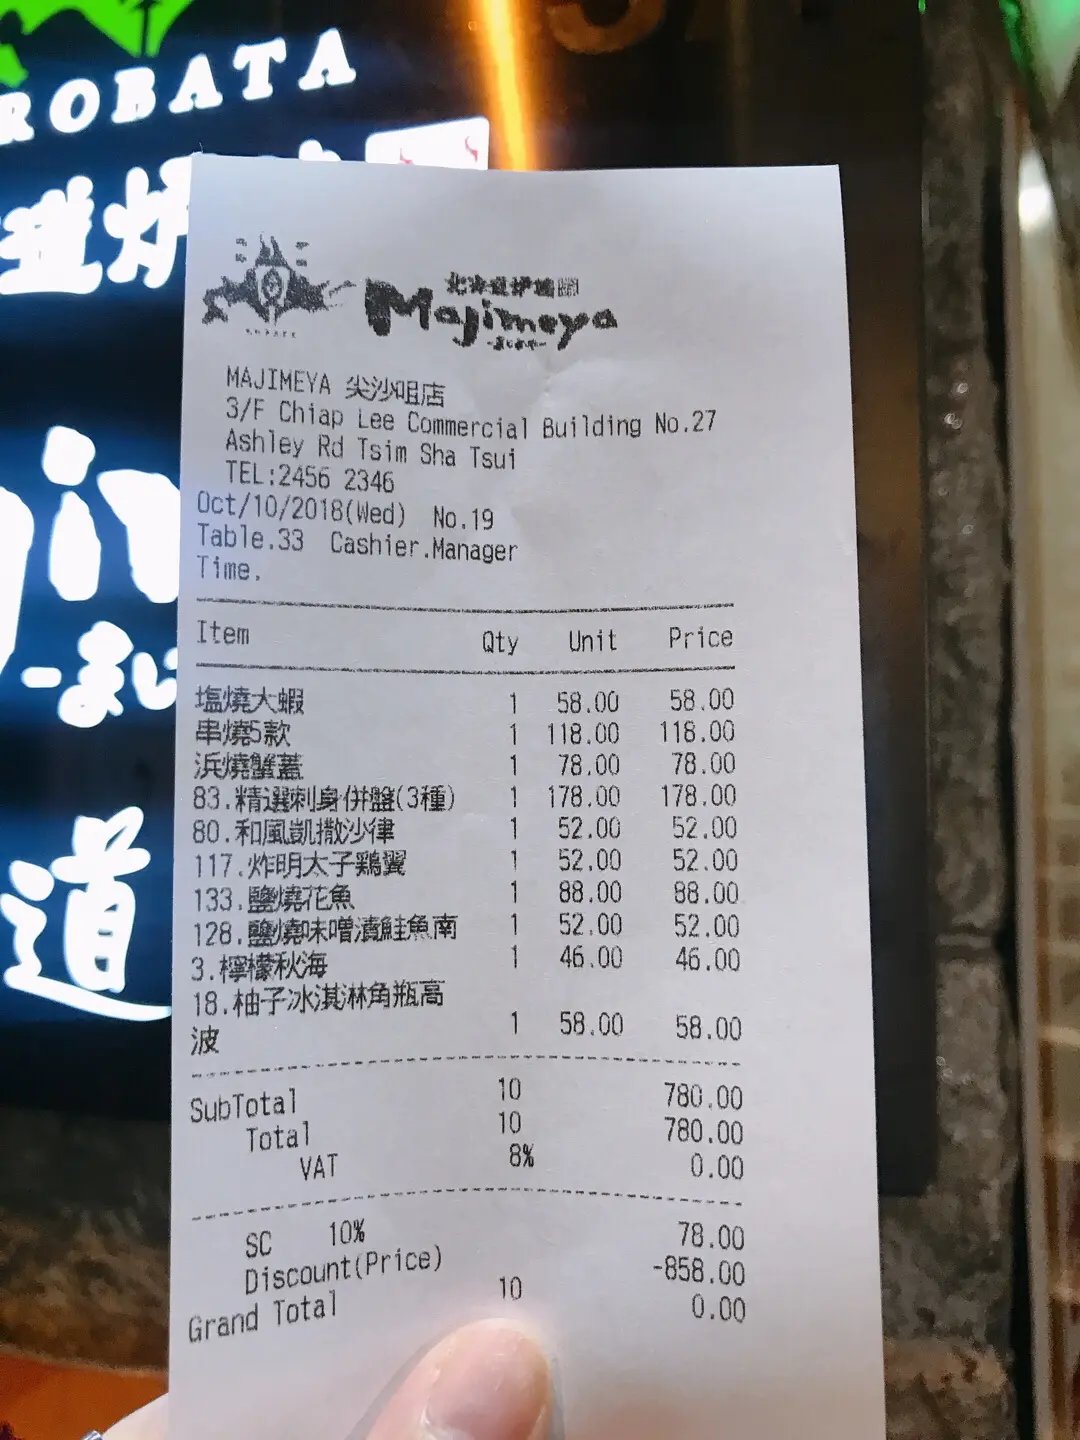 ROBATA
道炉
道
北海道炉端
Majimeya
MAJIMEYA 尖沙咀店
3/F Chiap Lee Commercial Building No.27
Ashley Rd Tsim Sha Tsui
TEL:2456 2346
Oct/10/2018(Wed) No.19
Table.33 Cashier.Manager
Time.
Item Qty Unit Price
塩燒大蝦 1 58.00 58.00
串燒5款 1 118.00 118.00
浜燒蟹蓋 1 78.00 78.00
83.精選刺身併盤(3種) 1 178.00 178.00
80.和風凱撒沙律 1 52.00 52.00
117.炸明太子鶏翼 1 52.00 52.00
133.鹽燒花魚 1 88.00 88.00
128.鹽燒味噌漬鮭魚南 1 52.00 52.00
3.檸檬秋海 1 46.00 46.00
18.柚子冰淇淋角瓶高
波 1 58.00 58.00
SubTotal 10 780.00
Total 10 780.00
VAT 8% 0.00
SC 10% 78.00
Discount(Price) -858.00
Grand Total 10 0.00